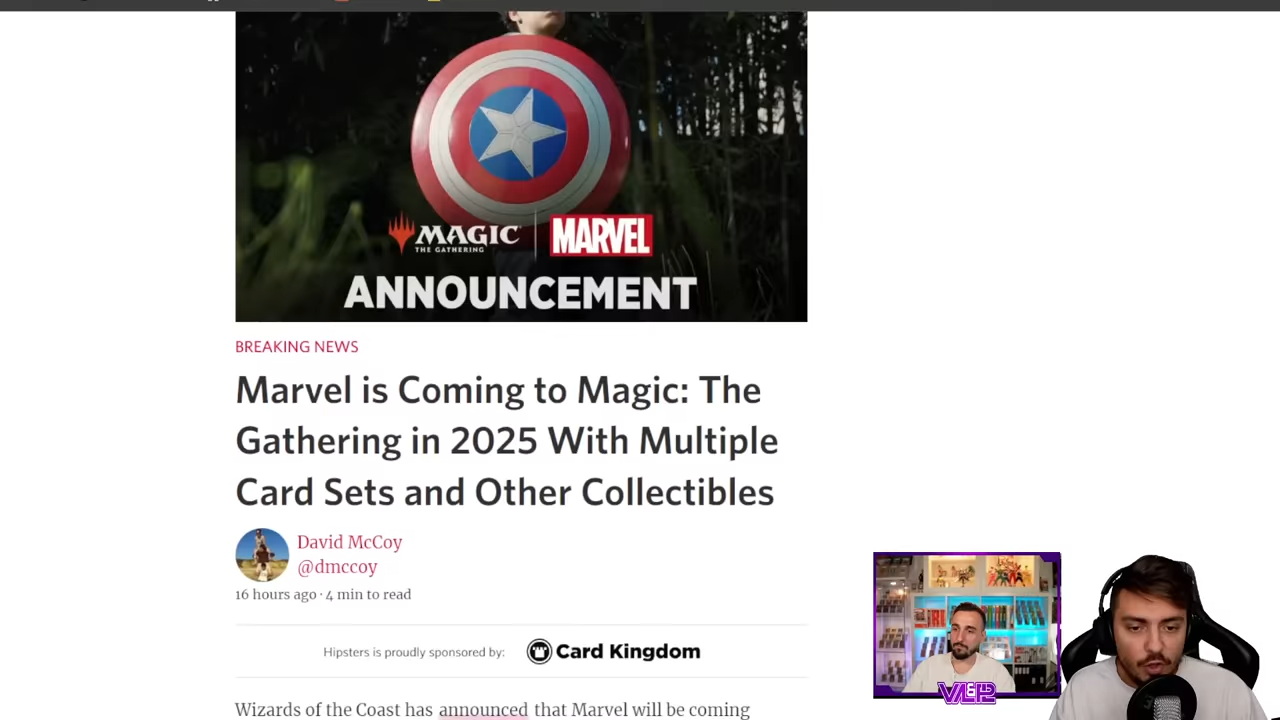 MAGIC
THE GATHERING
MARVEL
ANNOUNCEMENT
BREAKING NEWS
Marvel is Coming to Magic: The
Gathering in 2025 With Multiple
Card Sets and Other Collectibles
David McCoy
@dmccoy
16 hours ago · 4 min to read
Hipsters is proudly sponsored by:
Card Kingdom
Wizards of the Coast has announced that Marvel will be coming